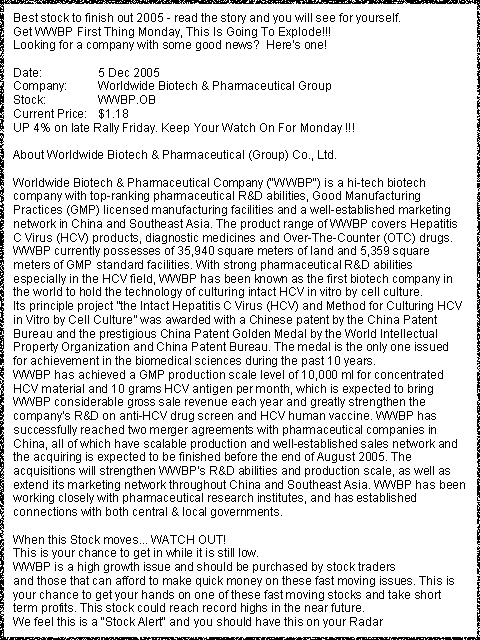 Best stock to finish out 2005 - read the story and you will see for yourself.
Get WWBP First Thing Monday, This Is Going To Explode!!!
Looking for a company with some good news?  Here's one!
Date: 5 Dec 2005
Company: Worldwide Biotech & Pharmaceutical Group
Stock: WWBP.OB
Current Price: $1.18
UP 4% on late Rally Friday. Keep Your Watch On For Monday !!!
About Worldwide Biotech & Pharmaceutical (Group) Co., Ltd.
Worldwide Biotech & Pharmaceutical Company ("WWBP") is a hi-tech biotech
company with top-ranking pharmaceutical R&D abilities, Good Manufacturing
Practices (GMP) licensed manufacturing facilities and a well-established marketing
network in China and Southeast Asia. The product range of WWBP covers Hepatitis
C Virus (HCV) products, diagnostic medicines and Over-The-Counter (OTC) drugs.
WWBP currently possesses of 35,940 square meters of land and 5,359 square
meters of GMP standard facilities. With strong pharmaceutical R&D abilities
especially in the HCV field, WWBP has been known as the first biotech company in
the world to hold the technology of culturing intact HCV in vitro by cell culture.
Its principle project "the Intact Hepatitis C Virus (HCV) and Method for Culturing HCV
in Vitro by Cell Culture" was awarded with a Chinese patent by the China Patent
Bureau and the prestigious China Patent Golden Medal by the World Intellectual
Property Organization and China Patent Bureau. The medal is the only one issued
for achievement in the biomedical sciences during the past 10 years.
WWBP has achieved a GMP production scale level of 10,000 ml for concentrated
HCV material and 10 grams HCV antigen per month, which is expected to bring
WWBP considerable gross sale revenue each year and greatly strengthen the
company's R&D on anti-HCV drug screen and HCV human vaccine. WWBP has
successfully reached two merger agreements with pharmaceutical companies in
China, all of which have scalable production and well-established sales network and
the acquiring is expected to be finished before the end of August 2005. The
acquisitions will strengthen WWBP's R&D abilities and production scale, as well as
extend its marketing network throughout China and Southeast Asia. WWBP has been
working closely with pharmaceutical research institutes, and has established
connections with both central & local governments.
When this Stock moves... WATCH OUT!
This is your chance to get in while it is still low.
WWBP is a high growth issue and should be purchased by stock traders
and those that can afford to make quick money on these fast moving issues. This is
your chance to get your hands on one of these fast moving stocks and take short
term profits. This stock could reach record highs in the near future.
We feel this is a "Stock Alert" and you should have this on your Radar